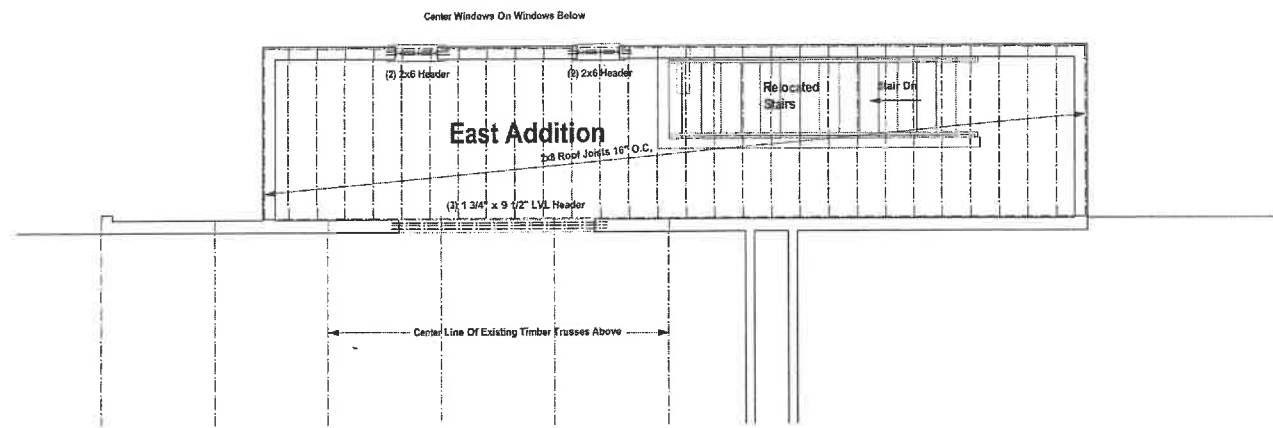 Center Windows On Windows Below
(2) 2x6 Header
(2) 2x6 Header
Relocated
Stairs
Stair Dn
East Addition
2x8 Roof Joists 16" O.C.
(3) 1 3/4" x 9 1/2" LVL Header
Center Line Of Existing Timber Trusses Above